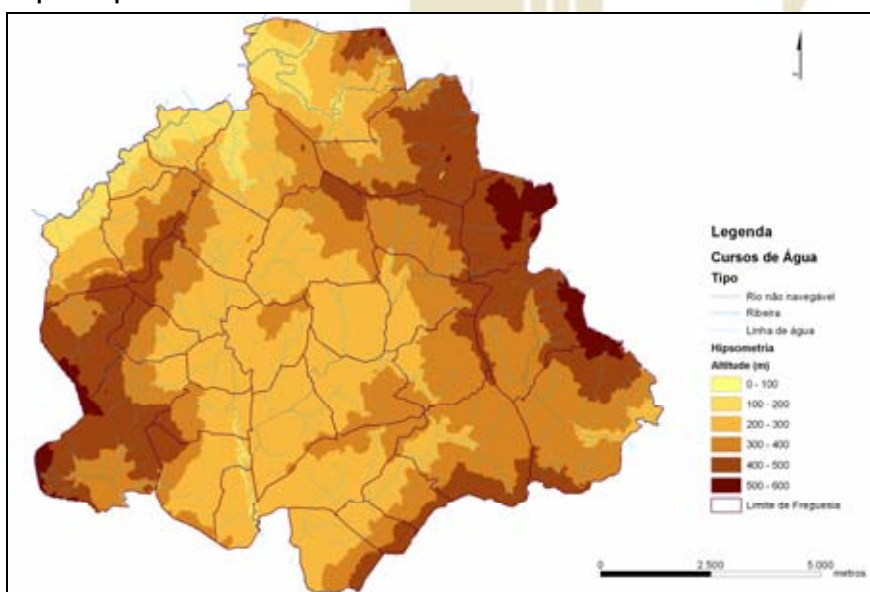 Legenda
Cursos de Água
Tipo
Rio não navegável
Ribeira
Linha de água
Hipsometria
Altitude (m)
0 - 100
100 - 200
200 - 300
300 - 400
400 - 500
500 - 600
Limite de Freguesia
0 2.500 5.000
metros